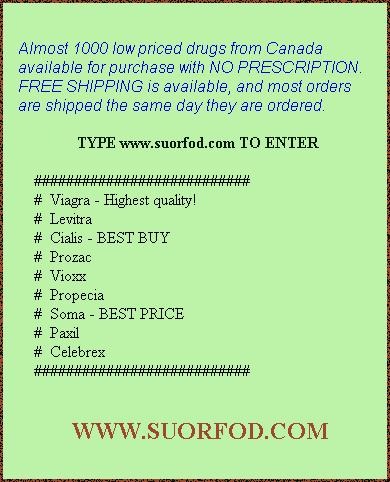 Almost 1000 low priced drugs from Canada
available for purchase with NO PRESCRIPTION.
FREE SHIPPING is available, and most orders
are shipped the same day they are ordered.
TYPE www.suorfod.com TO ENTER
###########################
# Viagra - Highest quality!
# Levitra
# Cialis - BEST BUY
# Prozac
# Vioxx
# Propecia
# Soma - BEST PRICE
# Paxil
# Celebrex
###########################
WWW.SUORFOD.COM